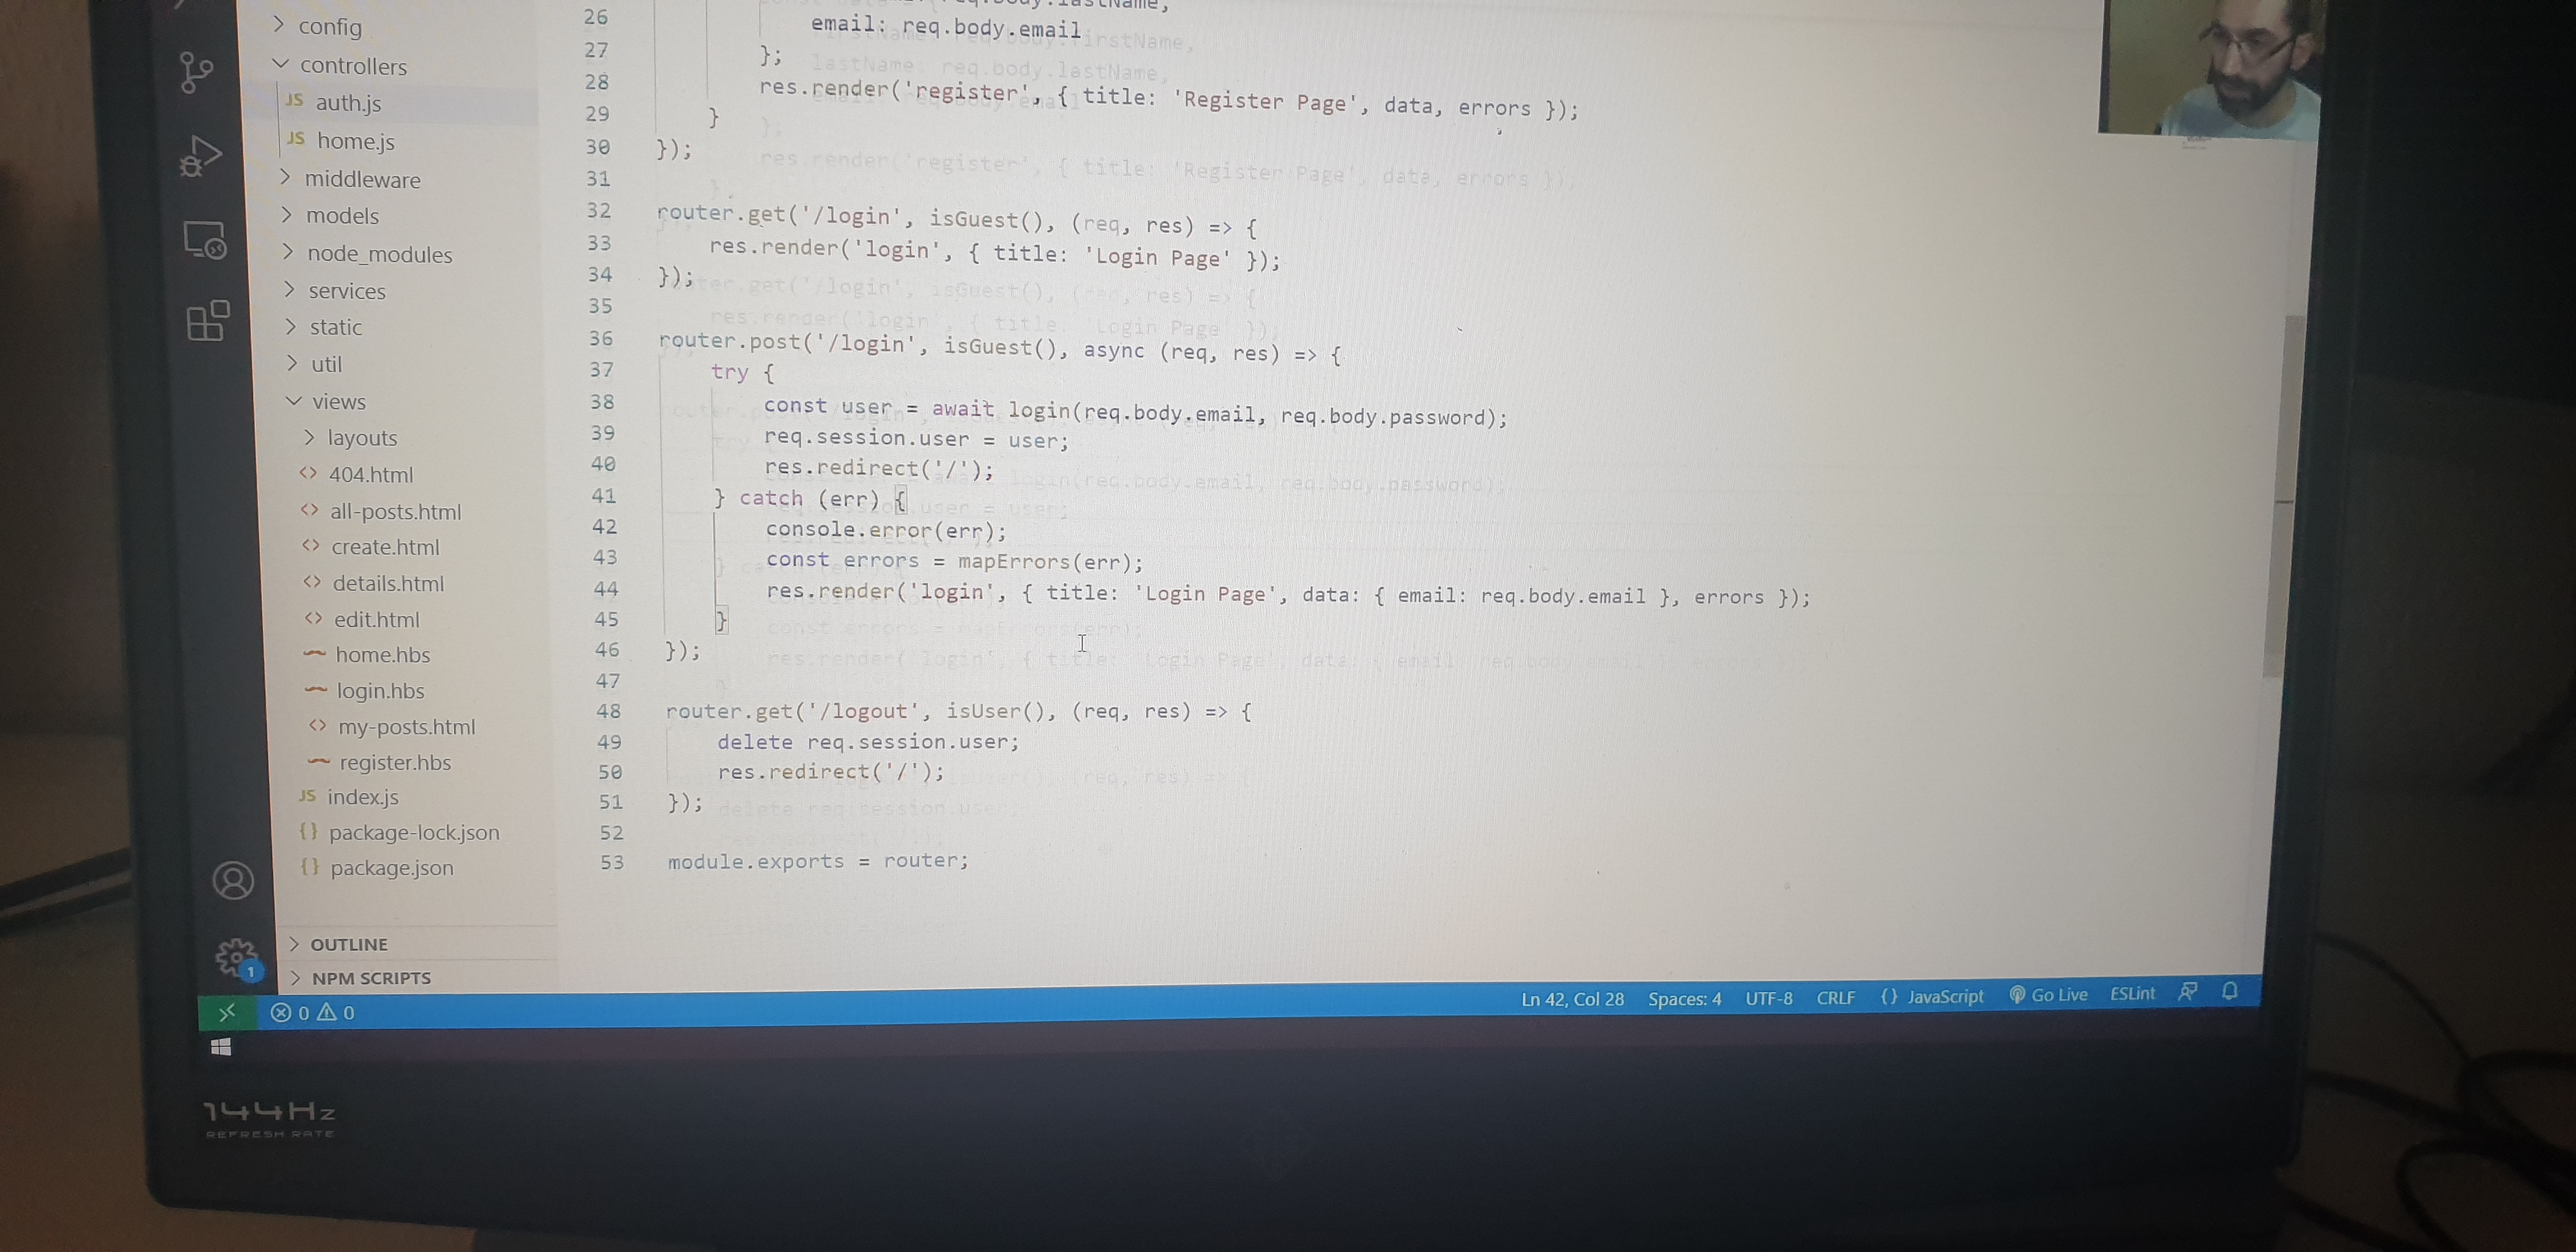 config
controllers
JS auth.js
JS home.js
middleware
models
node_modules
services
static
util
views
layouts
<> 404.html
<> all-posts.html
<> create.html
<> details.html
<> edit.html
home.hbs
login.hbs
<> my-posts.html
register.hbs
JS index.js
{} package-lock.json
{} package.json
OUTLINE
NPM SCRIPTS
26 email: req.body.email
27 };
28 res.render('register', { title: 'Register Page', data, errors });
29 }
30 });
31
32 router.get('/login', isGuest(), (req, res) => {
33 res.render('login', { title: 'Login Page' });
34 });
35
36 router.post('/login', isGuest(), async (req, res) => {
37 try {
38 const user = await login(req.body.email, req.body.password);
39 req.session.user = user;
40 res.redirect('/');
41 } catch (err) {
42 console.error(err);
43 const errors = mapErrors(err);
44 res.render('login', { title: 'Login Page', data: { email: req.body.email }, errors });
45 }
46 });
47
48 router.get('/logout', isUser(), (req, res) => {
49 delete req.session.user;
50 res.redirect('/');
51 });
52
53 module.exports = router;
1
0 0
Ln 42, Col 28 Spaces: 4 UTF-8 CRLF {} JavaScript Go Live ESLint
144Hz
REFRESH RATE